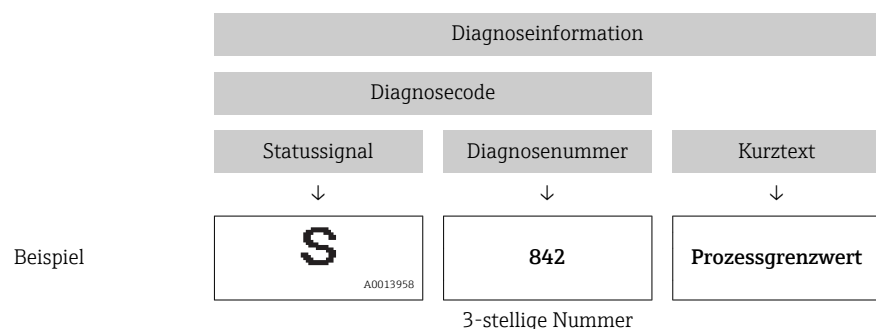 Diagnoseinformation
Diagnosecode
Statussignal Diagnosenummer Kurztext
↓ ↓ ↓
Beispiel S 842 Prozessgrenzwert
A0013958
3-stellige Nummer